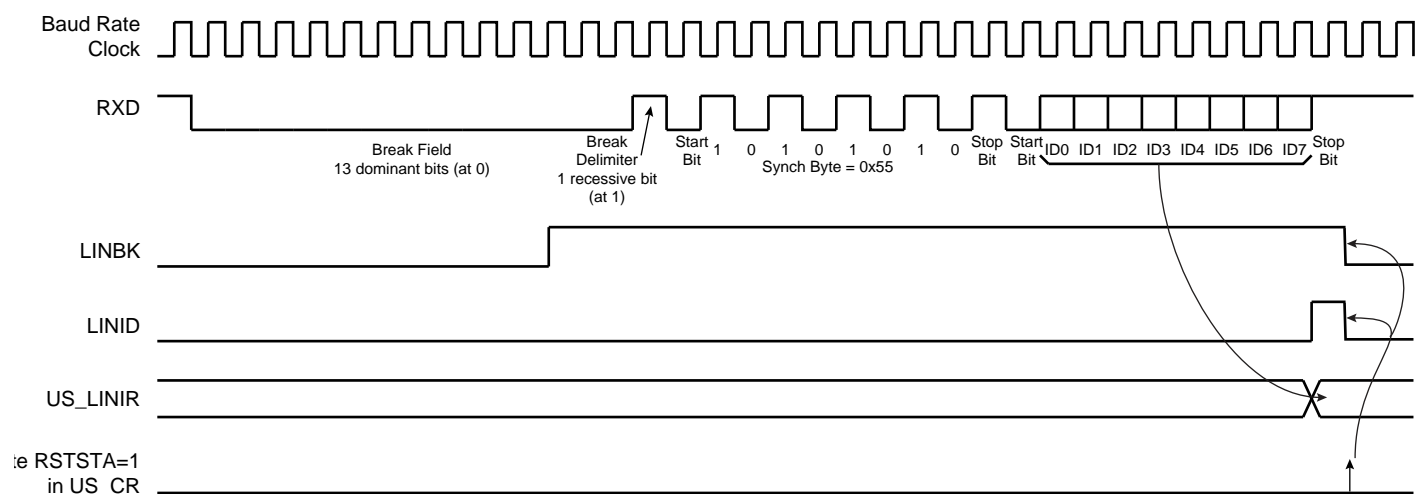 Baud Rate
Clock
RXD
Break Field
13 dominant bits (at 0)
Break
Delimiter
1 recessive bit
(at 1)
Start
Bit
1 0 1 0 1 0 1 0
Synch Byte = 0x55
Stop
Bit
Start
Bit
ID0 ID1 ID2 ID3 ID4 ID5 ID6 ID7
Stop
Bit
LINBK
LINID
US_LINIR
te RSTSTA=1
in US_CR